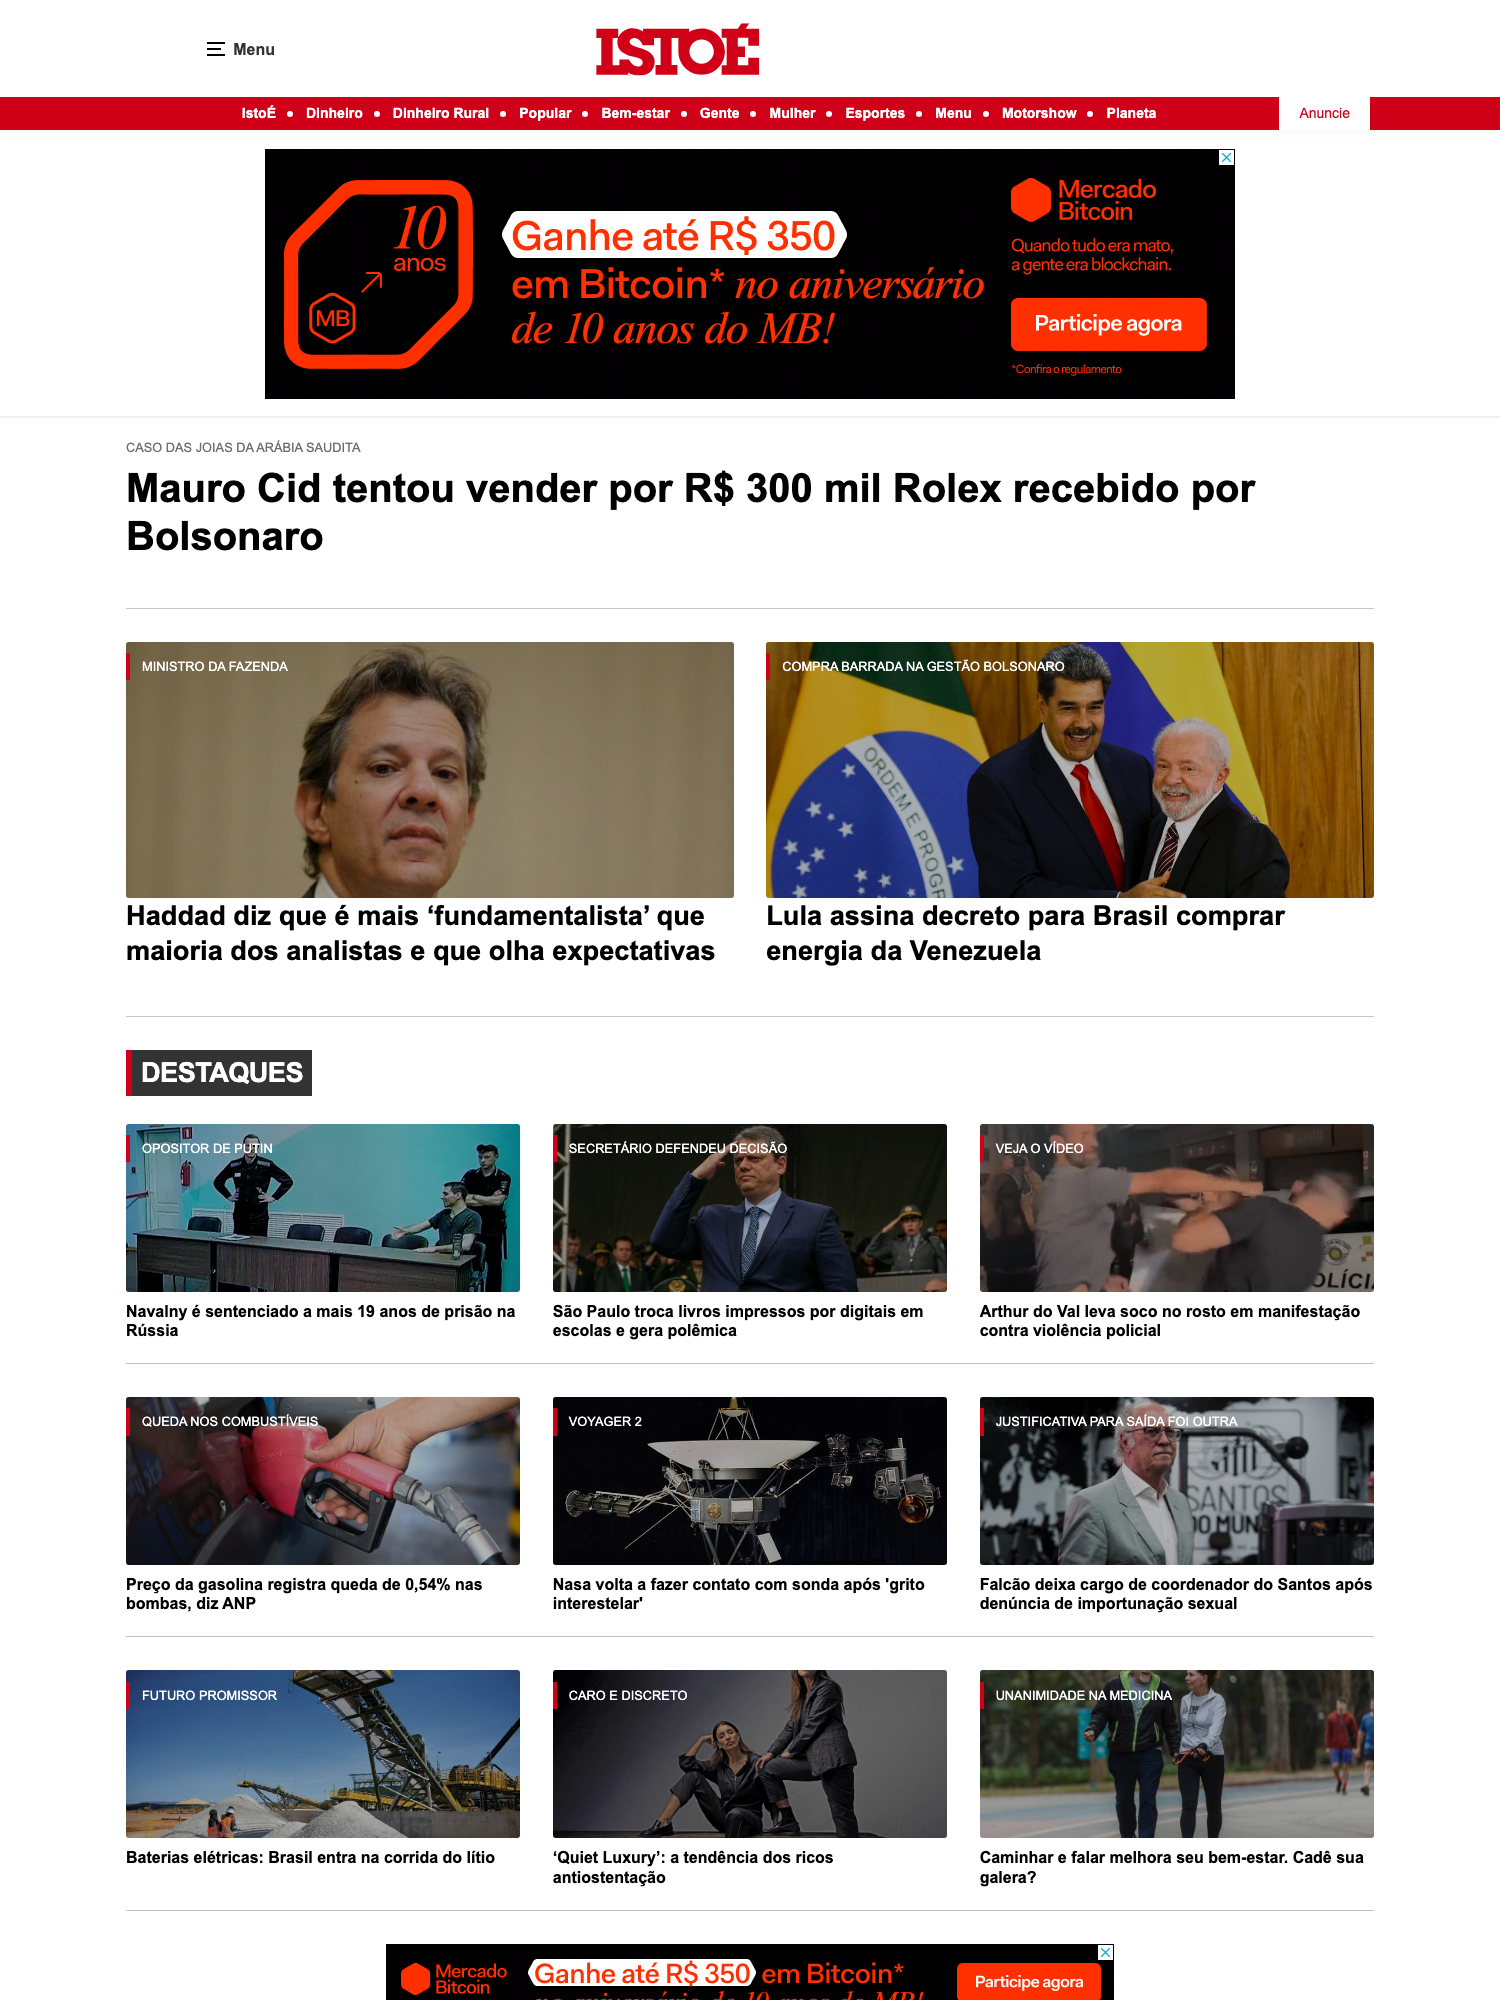 Menu
ISTOÉ
IstoÉ • Dinheiro • Dinheiro Rural • Popular • Bem-estar • Gente • Mulher • Esportes • Menu • Motorshow • Planeta
Anuncie
10
anos
MB
Ganhe até R$ 350
em Bitcoin* no aniversário
de 10 anos do MB!
Mercado
Bitcoin
Quando tudo era mato,
a gente era blockchain.
Participe agora
*Confira o regulamento
CASO DAS JOIAS DA ARÁBIA SAUDITA
Mauro Cid tentou vender por R$ 300 mil Rolex recebido por
Bolsonaro
MINISTRO DA FAZENDA
Haddad diz que é mais ‘fundamentalista’ que
maioria dos analistas e que olha expectativas
COMPRA BARRADA NA GESTÃO BOLSONARO
ORDEM E PROGR
Lula assina decreto para Brasil comprar
energia da Venezuela
DESTAQUES
OPOSITOR DE PUTIN
Navalny é sentenciado a mais 19 anos de prisão na
Rússia
SECRETÁRIO DEFENDEU DECISÃO
São Paulo troca livros impressos por digitais em
escolas e gera polêmica
VEJA O VÍDEO
OLÍCIA
Arthur do Val leva soco no rosto em manifestação
contra violência policial
QUEDA NOS COMBUSTÍVEIS
Preço da gasolina registra queda de 0,54% nas
bombas, diz ANP
VOYAGER 2
Nasa volta a fazer contato com sonda após 'grito
interestelar'
JUSTIFICATIVA PARA SAÍDA FOI OUTRA
SANTOS
DO MUN
Falcão deixa cargo de coordenador do Santos após
denúncia de importunação sexual
FUTURO PROMISSOR
Baterias elétricas: Brasil entra na corrida do lítio
CARO E DISCRETO
‘Quiet Luxury’: a tendência dos ricos
antiostentação
UNANIMIDADE NA MEDICINA
Caminhar e falar melhora seu bem-estar. Cadê sua
galera?
Mercado
Bitcoin
Ganhe até R$ 350 em Bitcoin*
no aniversário de 10 anos do MB!
Participe agora